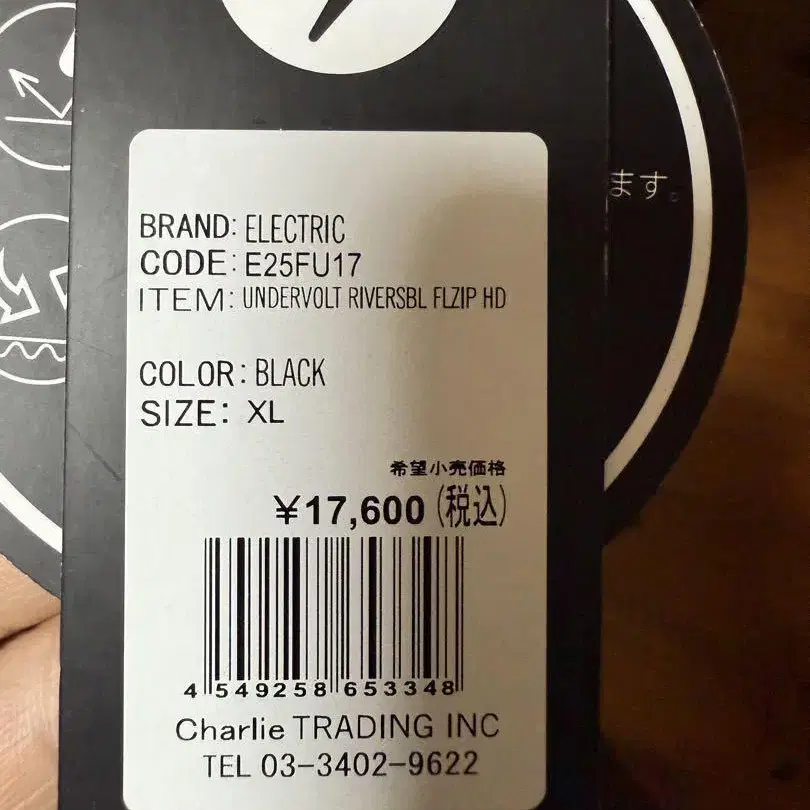 ます。
BRAND: ELECTRIC
CODE: E25FU17
ITEM: UNDERVOLT RIVERSBL FLZIP HD
COLOR: BLACK
SIZE: XL
希望小売価格
¥17,600 (税込)
4 549258 653348
Charlie TRADING INC
TEL 03-3402-9622